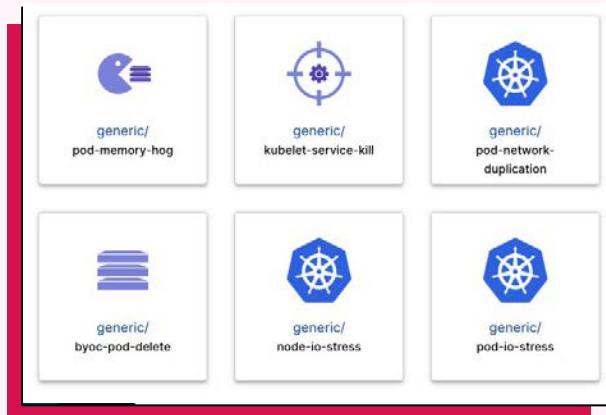 generic/
pod-memory-hog
generic/
kubelet-service-kill
generic/
pod-network-
duplication
generic/
byoc-pod-delete
generic/
node-io-stress
generic/
pod-io-stress